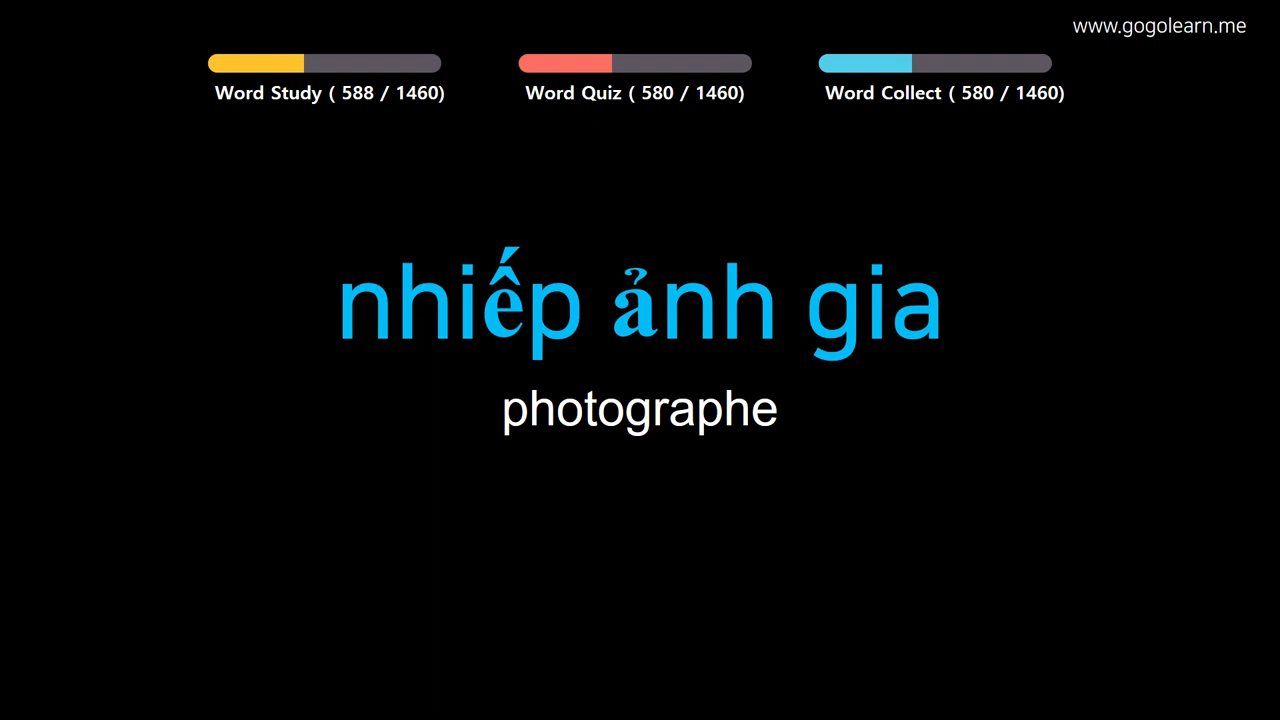 www.gogolearn.me
Word Study ( 588 / 1460)
Word Quiz ( 580 / 1460)
Word Collect ( 580 / 1460)
nhiếp ảnh gia
photographe